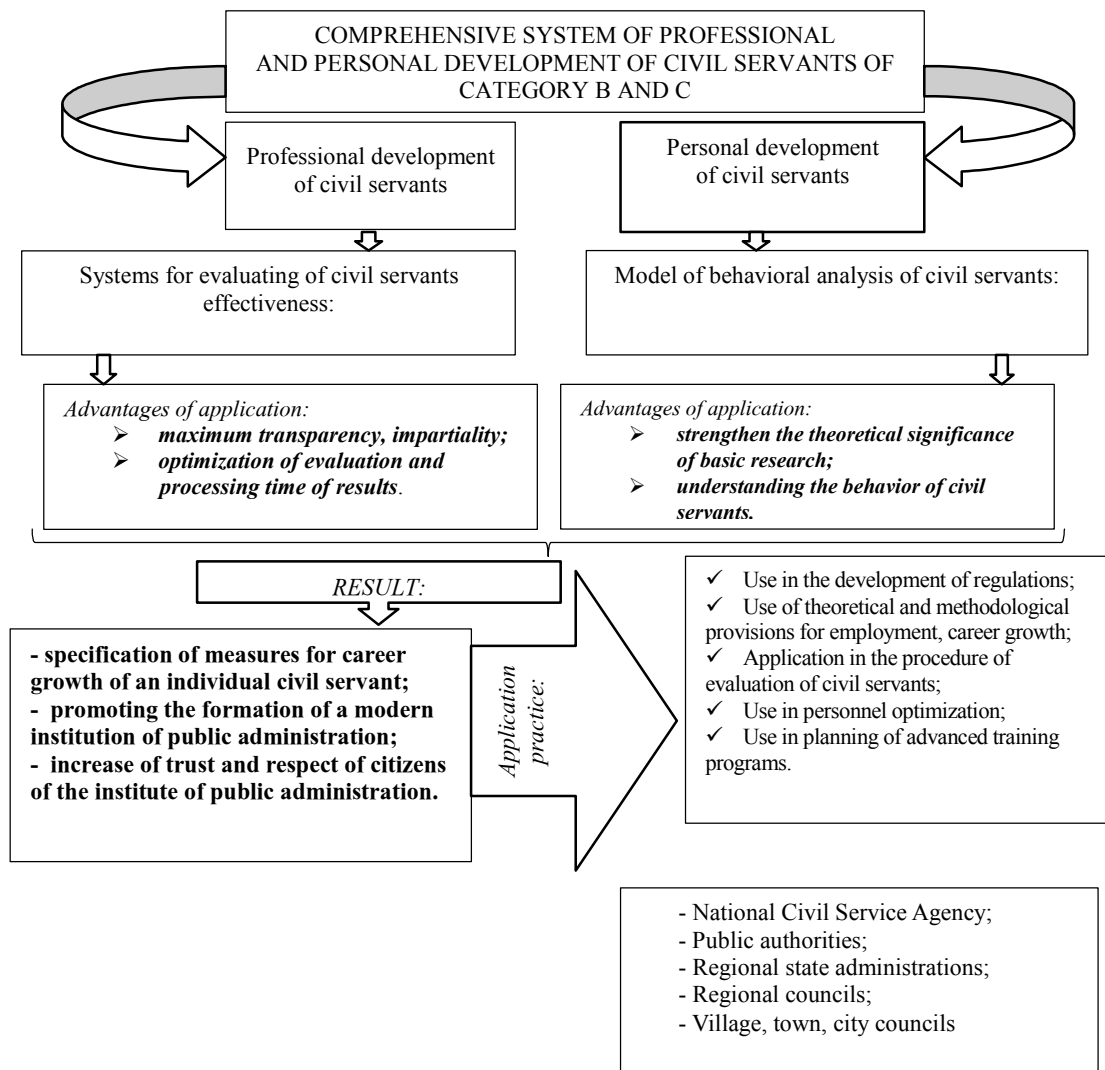 COMPREHENSIVE SYSTEM OF PROFESSIONAL
AND PERSONAL DEVELOPMENT OF CIVIL SERVANTS OF
CATEGORY B AND C
Professional development
of civil servants
Personal development
of civil servants
Systems for evaluating of civil servants
effectiveness:
Model of behavioral analysis of civil servants:
Advantages of application:
➢ maximum transparency, impartiality;
➢ optimization of evaluation and
processing time of results.
Advantages of application:
➢ strengthen the theoretical significance
of basic research;
➢ understanding the behavior of civil
servants.
RESULT:
- specification of measures for career
growth of an individual civil servant;
- promoting the formation of a modern
institution of public administration;
- increase of trust and respect of citizens
of the institute of public administration.
Application
practice:
✓ Use in the development of regulations;
✓ Use of theoretical and methodological
provisions for employment, career growth;
✓ Application in the procedure of
evaluation of civil servants;
✓ Use in personnel optimization;
✓ Use in planning of advanced training
programs.
- National Civil Service Agency;
- Public authorities;
- Regional state administrations;
- Regional councils;
- Village, town, city councils